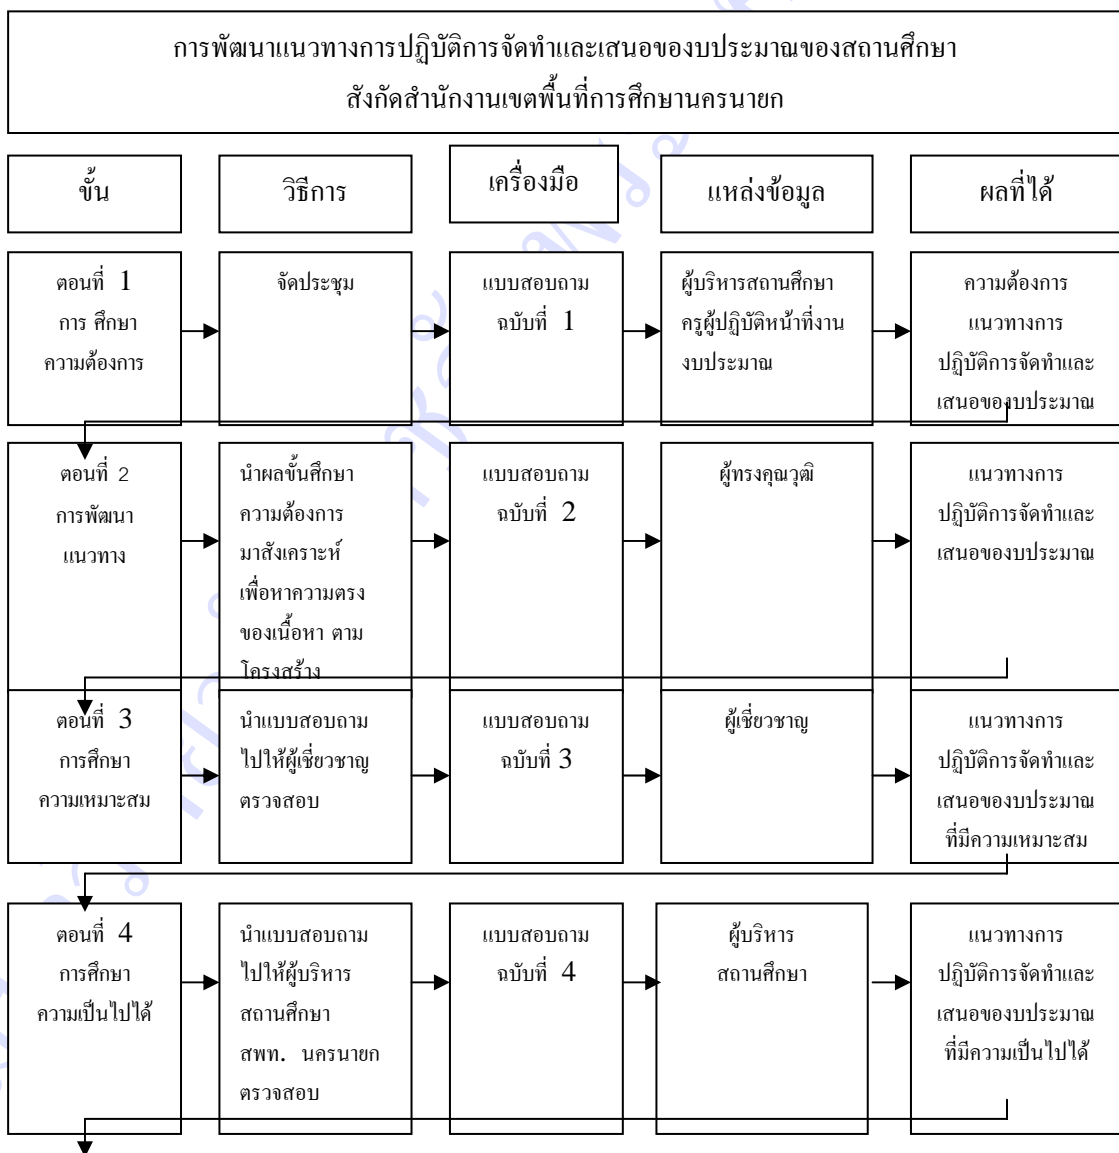 การพัฒนาแนวทางการปฏิบัติการจัดทำและเสนอของบประมาณของสถานศึกษา
สังกัดสำนักงานเขตพื้นที่การศึกษานครนายก
ขั้น
วิธีการ
เครื่องมือ
แหล่งข้อมูล
ผลที่ได้
ตอนที่ 1
การ ศึกษา
ความต้องการ
จัดประชุม
แบบสอบถาม
ฉบับที่ 1
ผู้บริหารสถานศึกษา
ครูผู้ปฏิบัติหน้าที่งาน
งบประมาณ
ความต้องการ
แนวทางการ
ปฏิบัติการจัดทำและ
เสนอของบประมาณ
ตอนที่ 2
การพัฒนา
แนวทาง
นำผลขั้นศึกษา
ความต้องการ
มาสังเคราะห์
เพื่อหาความตรง
ของเนื้อหา ตาม
โครงสร้าง
แบบสอบถาม
ฉบับที่ 2
ผู้ทรงคุณวุฒิ
แนวทางการ
ปฏิบัติการจัดทำและ
เสนอของบประมาณ
ตอนที่ 3
การศึกษา
ความเหมาะสม
นำแบบสอบถาม
ไปให้ผู้เชี่ยวชาญ
ตรวจสอบ
แบบสอบถาม
ฉบับที่ 3
ผู้เชี่ยวชาญ
แนวทางการ
ปฏิบัติการจัดทำและ
เสนอของบประมาณ
ที่มีความเหมาะสม
ตอนที่ 4
การศึกษา
ความเป็นไปได้
นำแบบสอบถาม
ไปให้ผู้บริหาร
สถานศึกษา
สพท. นครนายก
ตรวจสอบ
แบบสอบถาม
ฉบับที่ 4
ผู้บริหาร
สถานศึกษา
แนวทางการ
ปฏิบัติการจัดทำและ
เสนอของบประมาณ
ที่มีความเป็นไปได้